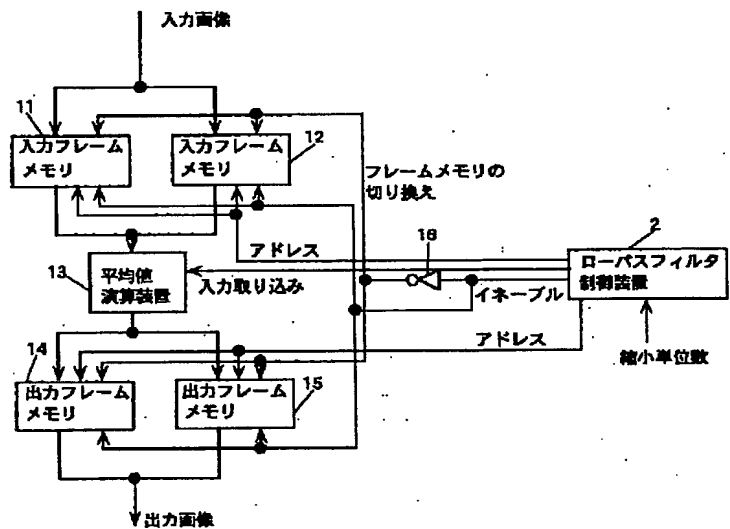 入力画像
11
入力フレーム
メモリ
入力フレーム
メモリ
12
フレームメモリの
切り換え
13
平均値
演算装置
アドレス
入力取り込み
16
イネーブル
2
ローパスフィルタ
制御装置
アドレス
縮小単位数
14
出力フレーム
メモリ
出力フレーム
メモリ
15
出力画像